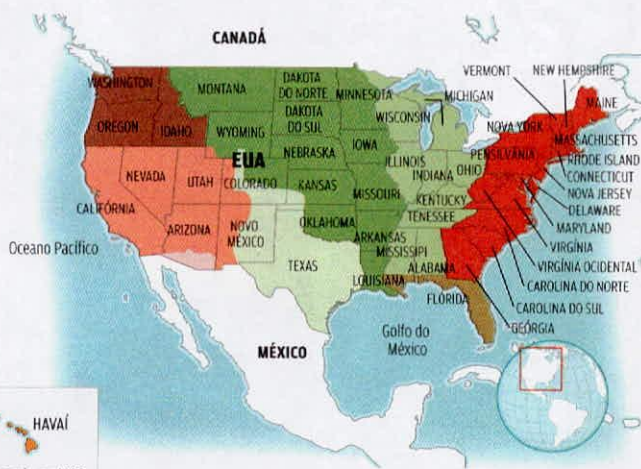 CANADÁ
WASHINGTON
MONTANA
DAKOTA
DO NORTE
MINNESOTA
MICHIGAN
VERMONT
NEW HEMPSHIRE
MAINE
OREGON
IDAHO
WYOMING
DAKOTA
DO SUL
WISCONSIN
NOVA YORK
MASSACHUSETTS
EUA
NEBRASKA
IOWA
ILLINOIS
INDIANA
OHIO
PENSILVÂNIA
RHODE ISLAND
CONNECTICUT
NOVA JERSEY
DELAWARE
MARYLAND
VIRGÍNIA
VIRGÍNIA OCIDENTAL
CAROLINA DO NORTE
CAROLINA DO SUL
GEÓRGIA
NEVADA
UTAH
COLORADO
KANSAS
MISSOURI
KENTUCKY
TENESSEE
CALIFÓRNIA
ARIZONA
NOVO
MÉXICO
OKLAHOMA
ARKANSAS
MISSISSIPI
ALABAMA
Oceano Pacífico
TEXAS
LOUISIANA
FLÓRIDA
Golfo do
México
MÉXICO
HAVAÍ